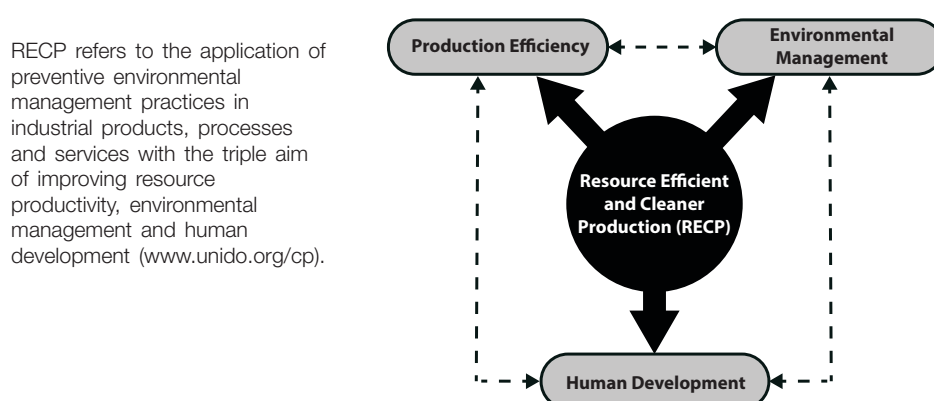 RECP refers to the application of
preventive environmental
management practices in
industrial products, processes
and services with the triple aim
of improving resource
productivity, environmental
management and human
development (www.unido.org/cp).
Production Efficiency
Environmental
Management
Resource Efficient
and Cleaner
Production (RECP)
Human Development